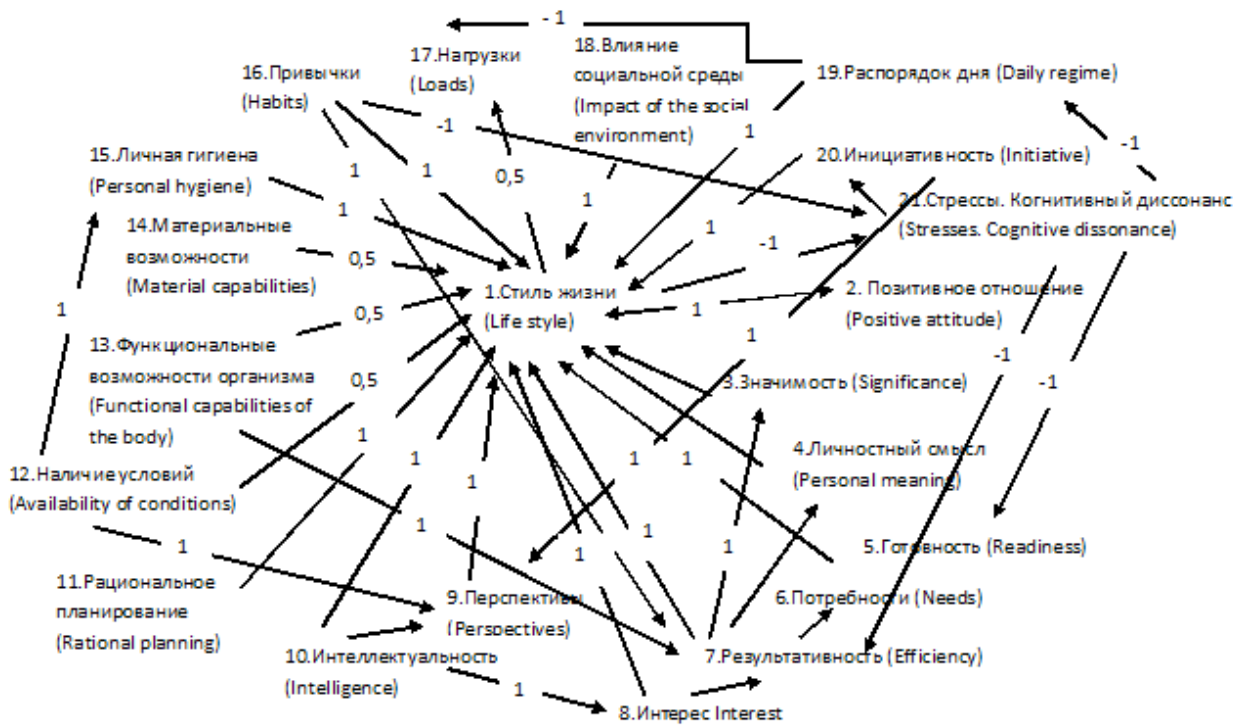 - 1
18.Влияние
социальной среды
(Impact of the social
environment)
17.Нагрузки
(Loads)
16.Привычки
(Habits)
19.Распорядок дня (Daily regime)
-1
1
-1
15.Личная гигиена
(Personal hygiene)
1
1
0,5
1
20.Инициативность (Initiative)
21.Стрессы. Когнитивный диссонанс
(Stresses. Cognitive dissonance)
1
14.Материальные
возможности
(Material capabilities)
0,5
1
-1
1.Стиль жизни
(Life style)
1
2. Позитивное отношение
(Positive attitude)
1
0,5
1
13.Функциональные
возможности организма
(Functional capabilities of
the body)
0,5
-1
-1
3.Значимость (Significance)
1
1
1
1
1
4.Личностный смысл
(Personal meaning)
12.Наличие условий
(Availability of conditions)
1
1
1
1
1
5.Готовность (Readiness)
11.Рациональное
планирование
(Rational planning)
9.Перспективы
(Perspectives)
6.Потребности (Needs)
10.Интеллектуальность
(Intelligence)
1
7.Результативность (Efficiency)
8.Интерес Interest